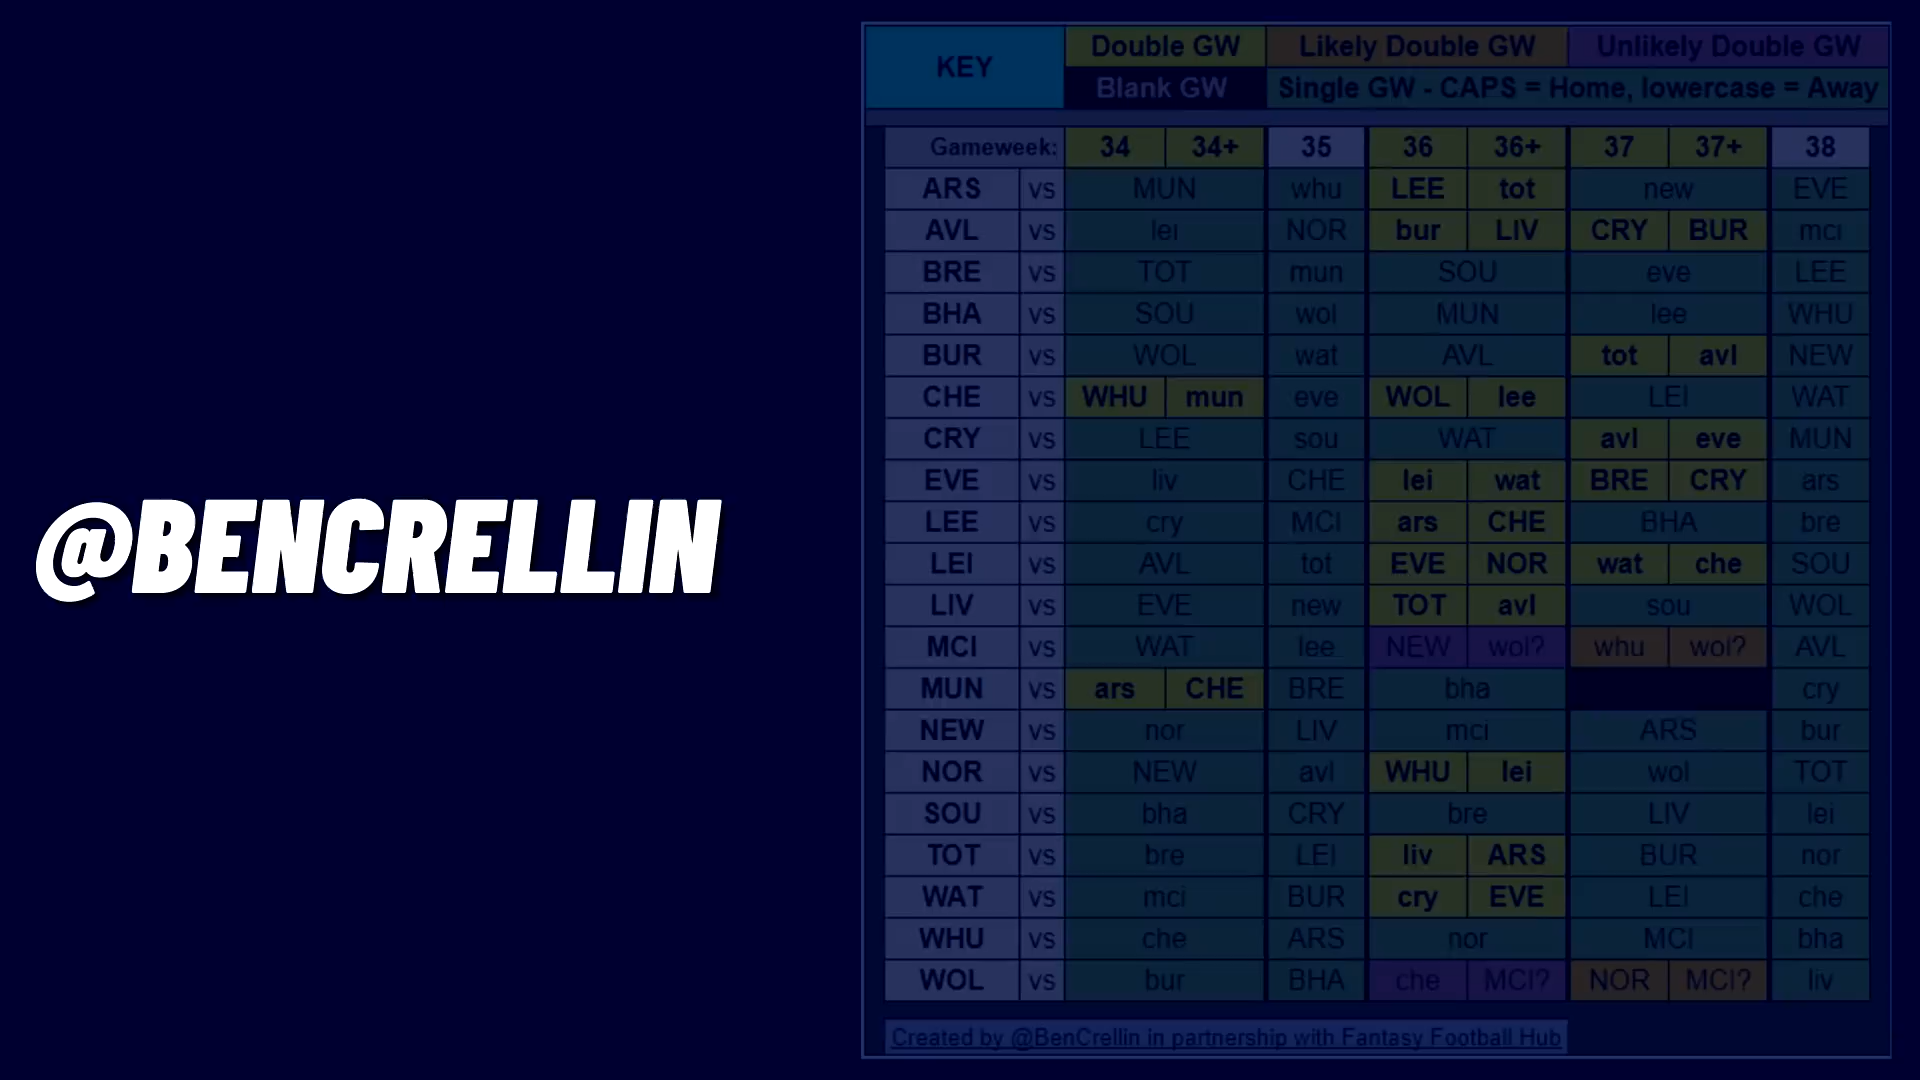 @BENCRELLIN
KEY
Double GW Likely Double GW Unlikely Double GW
Blank GW Single GW - CAPS = Home, lowercase = Away
Gameweek: 34 34+ 35 36 36+ 37 37+ 38
ARS vs MUN whu LEE tot new EVE
AVL vs lei NOR bur LIV CRY BUR mci
BRE vs TOT mun SOU eve LEE
BHA vs SOU wol MUN lee WHU
BUR vs WOL wat AVL tot avl NEW
CHE vs WHU mun eve WOL lee LEI WAT
CRY vs LEE sou WAT avl eve MUN
EVE vs liv CHE lei wat BRE CRY ars
LEE vs cry MCI ars CHE BHA bre
LEI vs AVL tot EVE NOR wat che SOU
LIV vs EVE new TOT avl sou WOL
MCI vs WAT lee NEW wol? whu wol? AVL
MUN vs ars CHE BRE bha cry
NEW vs nor LIV mci ARS bur
NOR vs NEW avl WHU lei wol TOT
SOU vs bha CRY bre LIV lei
TOT vs bre LEI liv ARS BUR nor
WAT vs mci BUR cry EVE LEI che
WHU vs che ARS nor MCI bha
WOL vs bur BHA che MCI? NOR MCI? liv
Created by @BenCrellin in partnership with Fantasy Football Hub